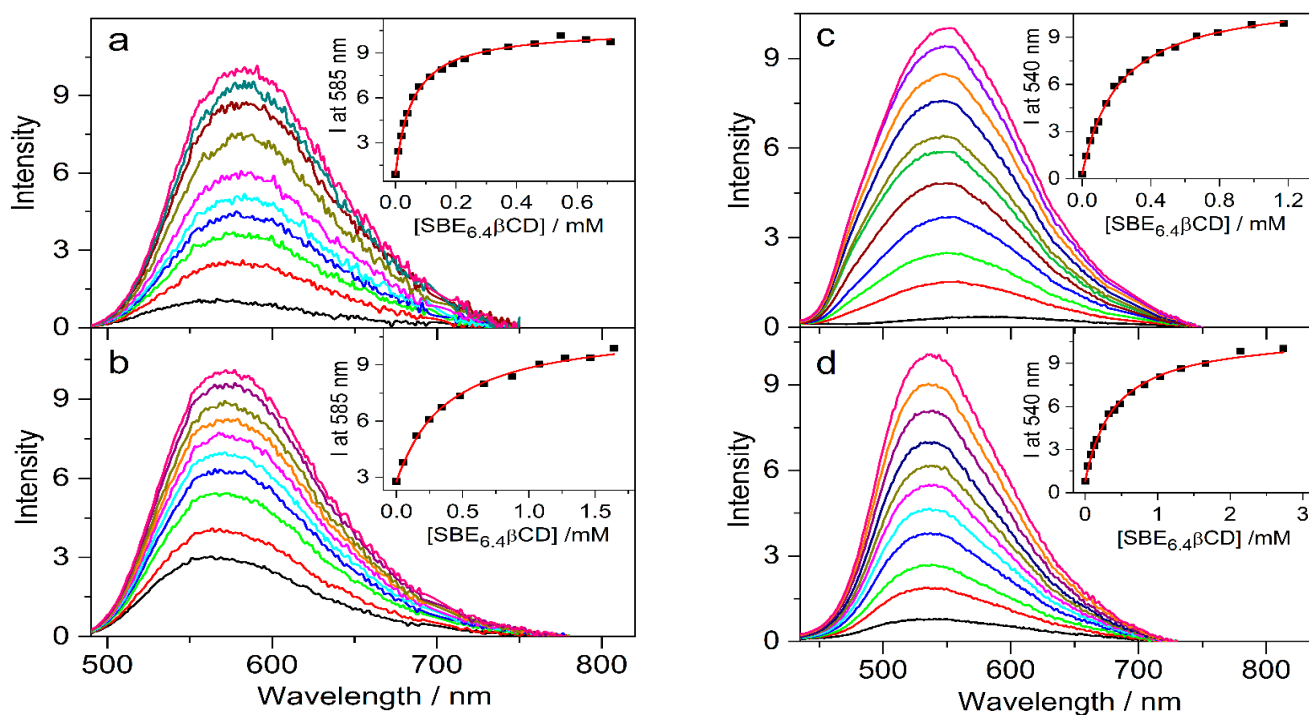 a
Intensity
9
6
3
0
I at 585 nm
9
6
3
0.0 0.2 0.4 0.6
[SBE6.4βCD] / mM
b
Intensity
9
6
3
0
I at 585 nm
9
6
3
0.0 0.5 1.0 1.5
[SBE6.4βCD] /mM
500 600 700 800
Wavelength / nm
c
Intensity
9
6
3
0
I at 540 nm
9
6
3
0
0.0 0.4 0.8 1.2
[SBE6.4βCD] / mM
d
Intensity
9
6
3
0
I at 540 nm
9
6
3
0
0 1 2 3
[SBE6.4βCD] /mM
500 600 700 800
Wavelength / nm